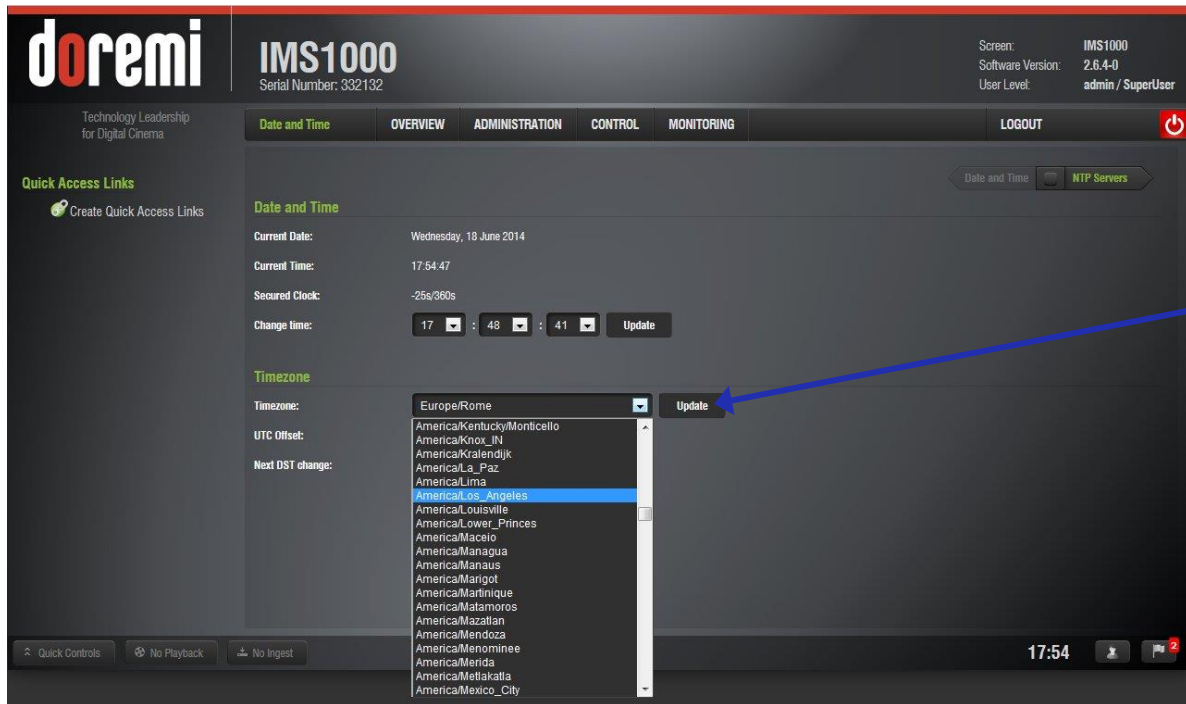 doremi
Technology Leadership
for Digital Cinema
IMS1000
Serial Number: 332132
Screen: IMS1000
Software Version: 2.6.4-0
User Level: admin / SuperUser
Date and Time OVERVIEW ADMINISTRATION CONTROL MONITORING LOGOUT
Quick Access Links
Create Quick Access Links
Date and Time NTP Servers
Date and Time
Current Date: Wednesday, 18 June 2014
Current Time: 17:54:47
Secured Clock: -25s/360s
Change time: 17 : 48 : 41 Update
Timezone
Timezone: Europe/Rome Update
UTC Offset:
Next DST change:
America/Kentucky/Monticello
America/Knox_IN
America/Kralendijk
America/La_Paz
America/Lima
America/Los_Angeles
America/Louisville
America/Lower_Princes
America/Maceio
America/Managua
America/Manaus
America/Marigot
America/Martinique
America/Matamoros
America/Mazatlan
America/Mendoza
America/Menominee
America/Merida
America/Metlakatla
America/Mexico_City
Quick Controls No Playback No Ingest 17:54 2